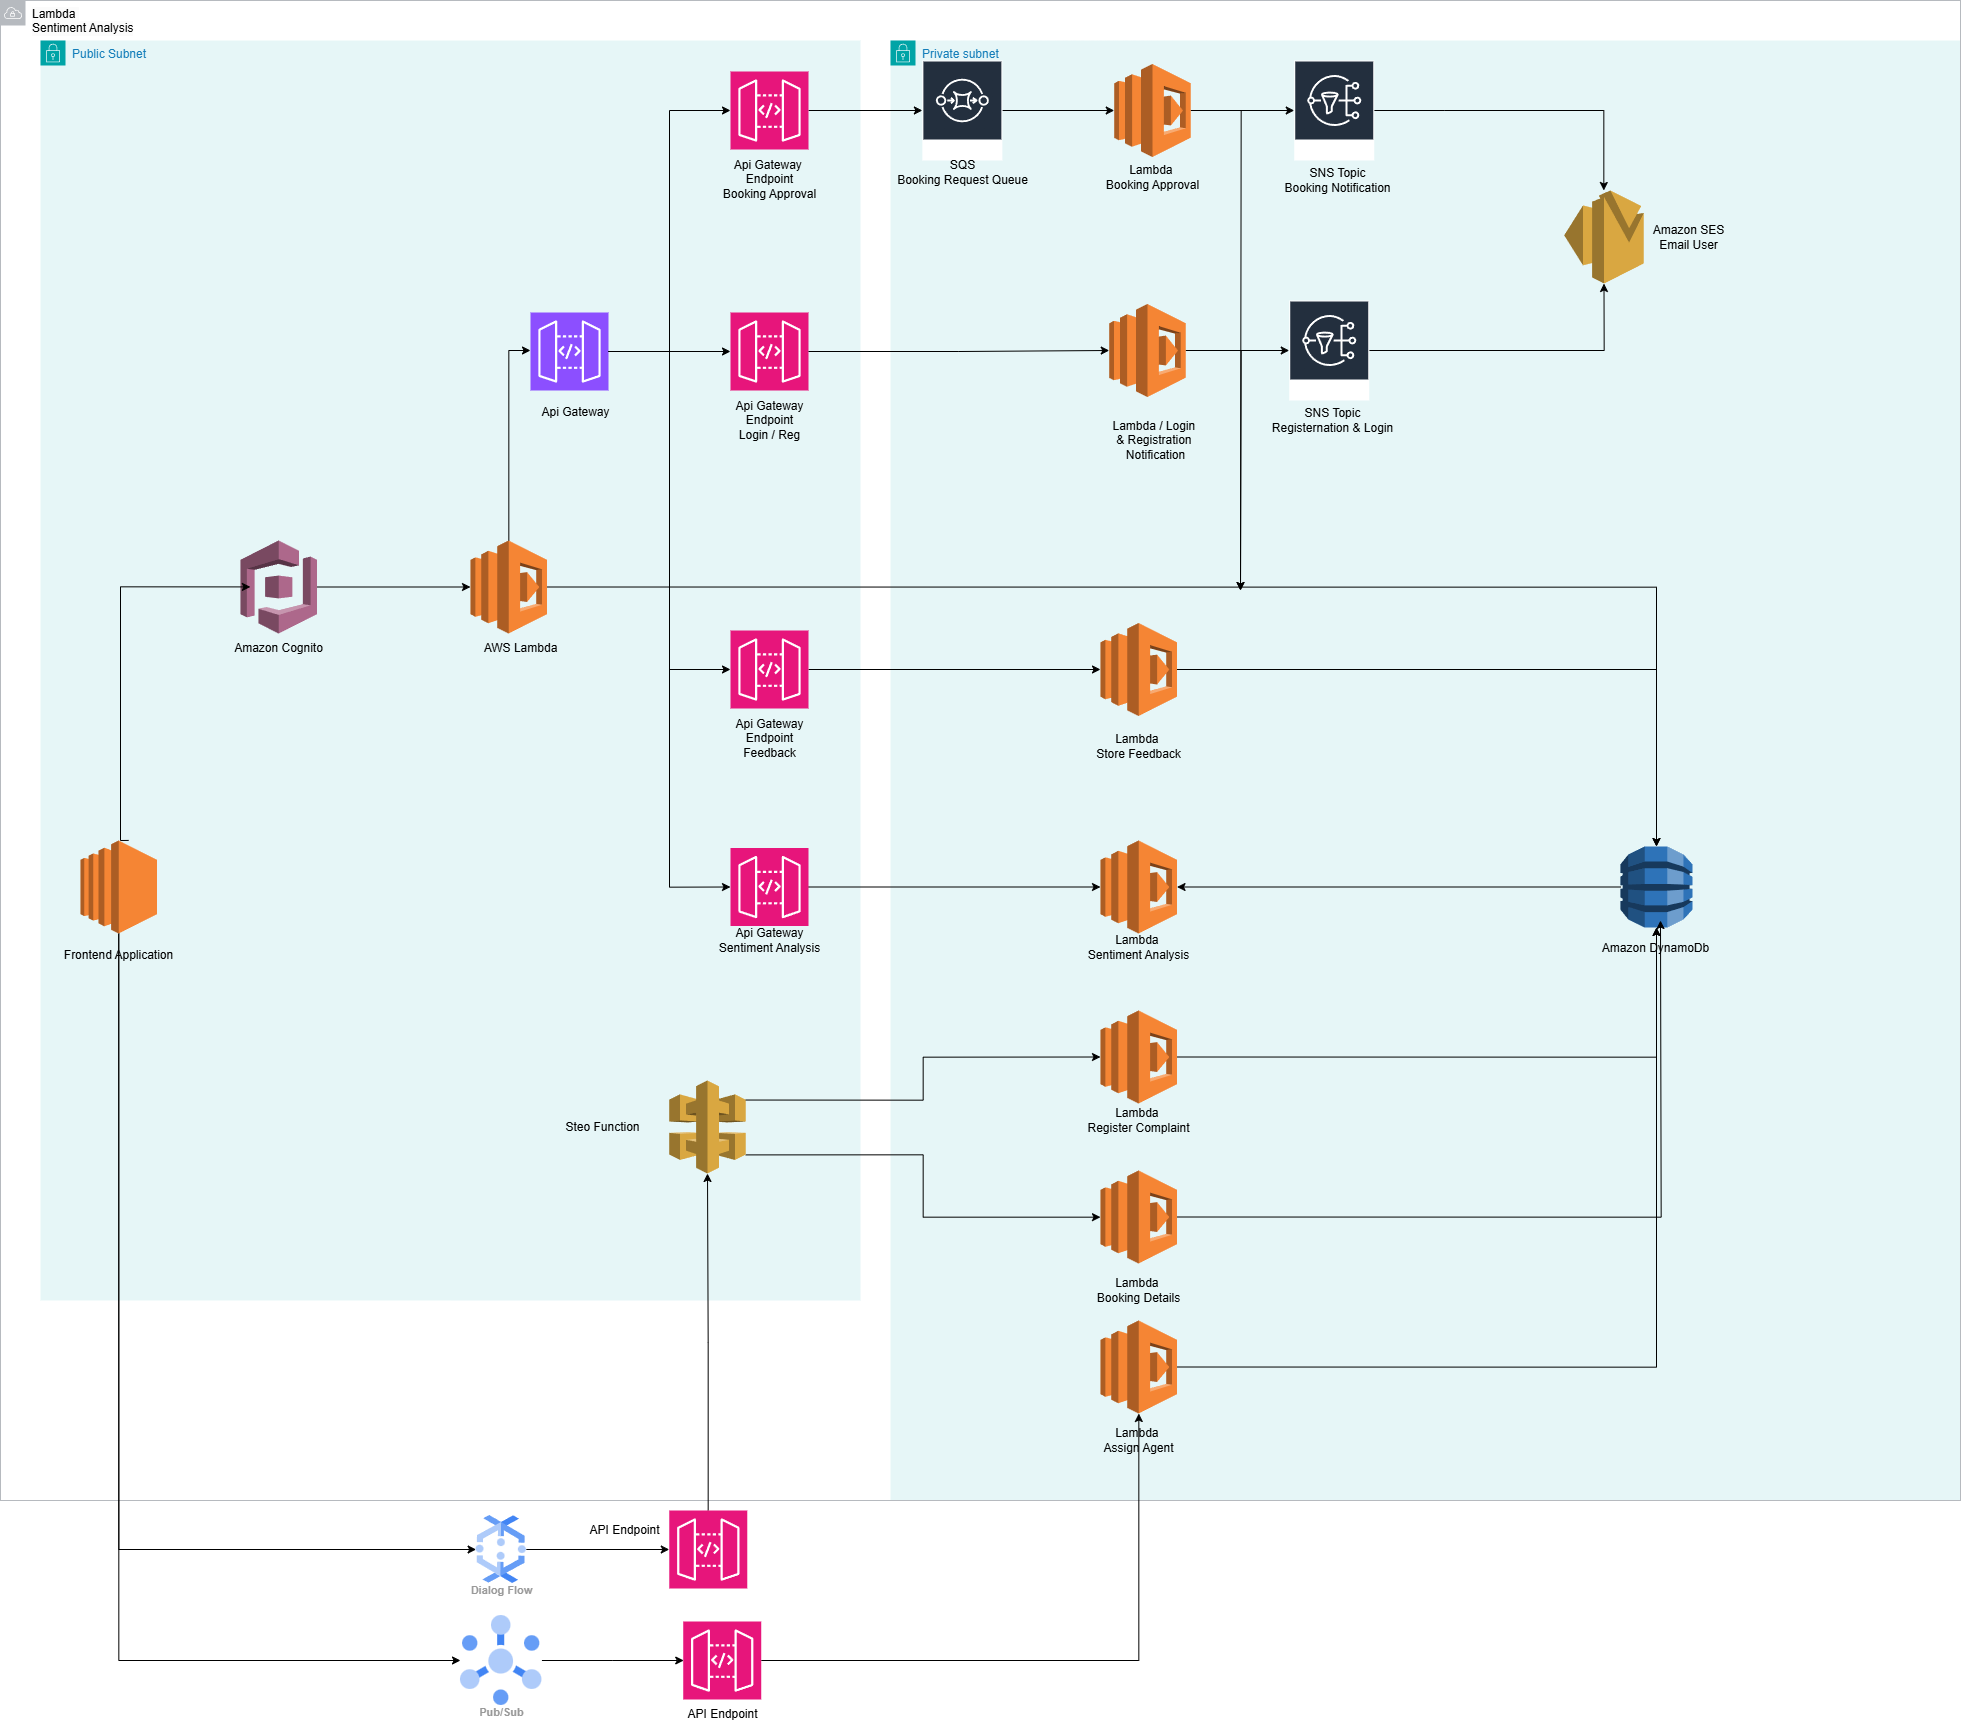 Lambda
Sentiment Analysis
Public Subnet
Private subnet
Api Gateway
Endpoint
Booking Approval
SQS
Booking Request Queue
Lambda
Booking Approval
SNS Topic
Booking Notification
Amazon SES
Email User
Api Gateway
Api Gateway
Endpoint
Login / Reg
Lambda / Login
& Registration
Notification
SNS Topic
Registernation & Login
Amazon Cognito
AWS Lambda
Api Gateway
Endpoint
Feedback
Lambda
Store Feedback
Frontend Application
Api Gateway
Sentiment Analysis
Lambda
Sentiment Analysis
Amazon DynamoDb
Steo Function
Lambda
Register Complaint
Lambda
Booking Details
Lambda
Assign Agent
API Endpoint
Dialog Flow
Pub/Sub
API Endpoint